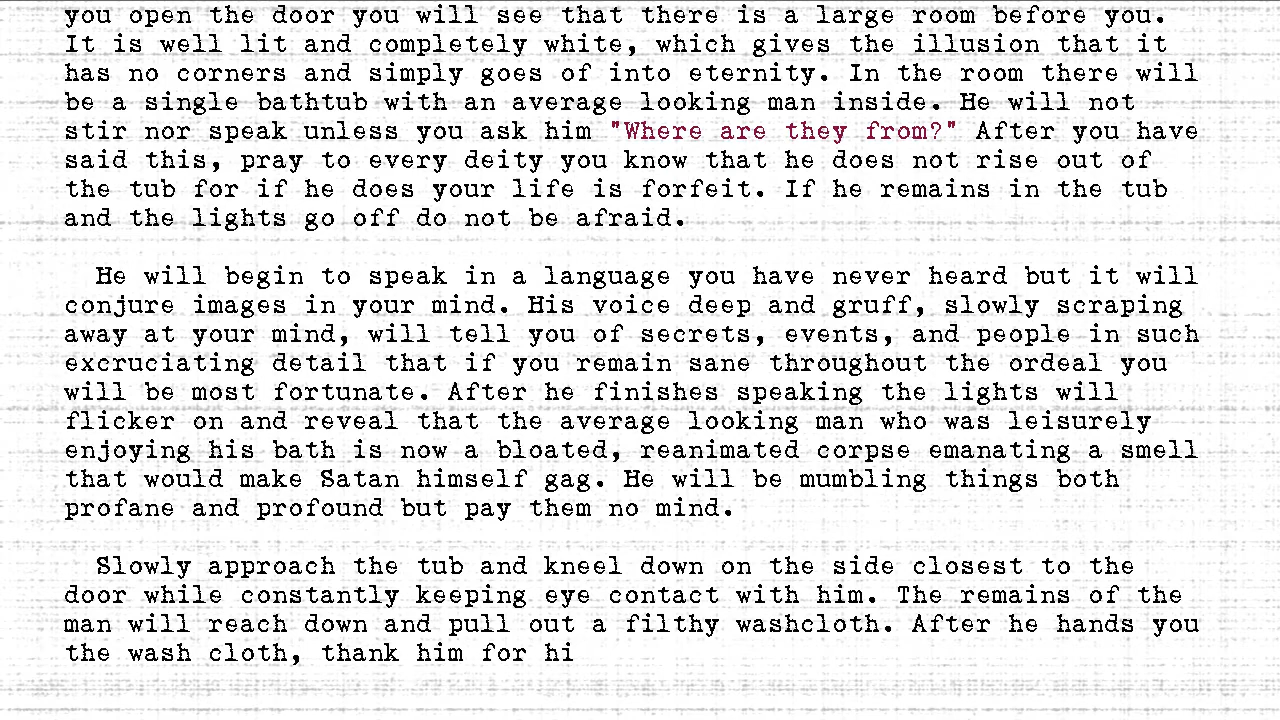 you open the door you will see that there is a large room before you.
It is well lit and completely white, which gives the illusion that it
has no corners and simply goes of into eternity. In the room there will
be a single bathtub with an average looking man inside. He will not
stir nor speak unless you ask him "Where are they from?" After you have
said this, pray to every deity you know that he does not rise out of
the tub for if he does your life is forfeit. If he remains in the tub
and the lights go off do not be afraid.
He will begin to speak in a language you have never heard but it will
conjure images in your mind. His voice deep and gruff, slowly scraping
away at your mind, will tell you of secrets, events, and people in such
excruciating detail that if you remain sane throughout the ordeal you
will be most fortunate. After he finishes speaking the lights will
flicker on and reveal that the average looking man who was leisurely
enjoying his bath is now a bloated, reanimated corpse emanating a smell
that would make Satan himself gag. He will be mumbling things both
profane and profound but pay them no mind.
Slowly approach the tub and kneel down on the side closest to the
door while constantly keeping eye contact with him. The remains of the
man will reach down and pull out a filthy washcloth. After he hands you
the wash cloth, thank him for hi